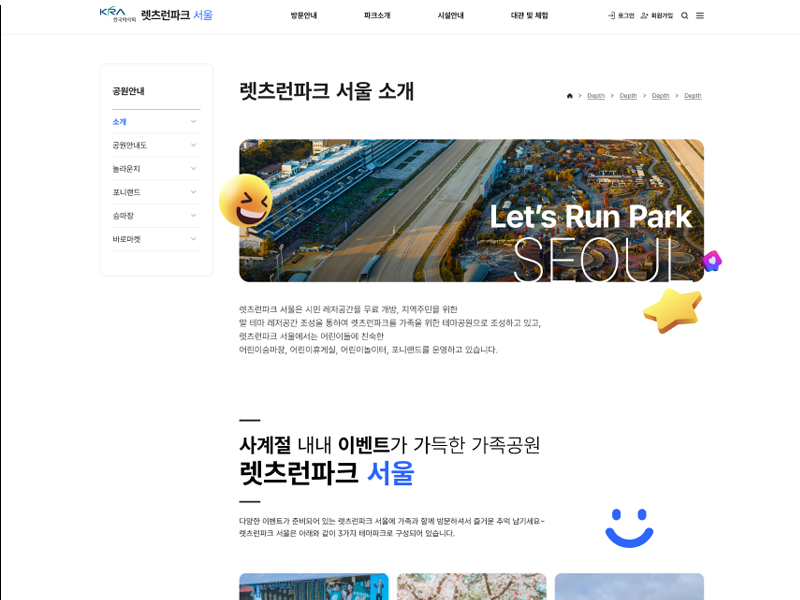 KRA 한국마사회 렛츠런파크 서울
방문안내 파크소개 시설안내 대관 및 체험
로그인 회원가입
공원안내
소개
공원안내도
놀라운지
포니랜드
승마장
바로마켓
렛츠런파크 서울 소개
Depth > Depth > Depth > Depth
Let's Run Park
SEOUL
렛츠런파크 서울은 시민 레저공간을 무료 개방, 지역주민을 위한
말 테마 레저공간 조성을 통하여 렛츠런파크를 가족을 위한 테마공원으로 조성하고 있고,
렛츠런파크 서울에서는 어린이들에 친숙한
어린이승마장, 어린이휴게실, 어린이놀이터, 포니랜드를 운영하고 있습니다.
사계절 내내 이벤트가 가득한 가족공원
렛츠런파크 서울
다양한 이벤트가 준비되어 있는 렛츠런파크 서울에 가족과 함께 방문하셔서 즐거운 추억 남기세요~
렛츠런파크 서울은 아래와 같이 3가지 테마파크로 구성되어 있습니다.